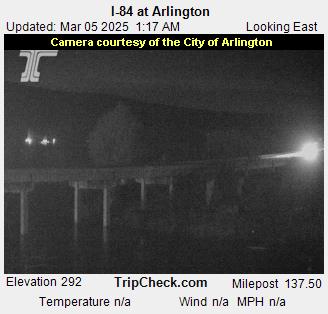 I-84 at Arlington
Updated: Mar 05 2025 1:17 AM Looking East
Camera courtesy of the City of Arlington
Elevation 292 TripCheck.com Milepost 137.50
Temperature n/a Wind n/a MPH n/a